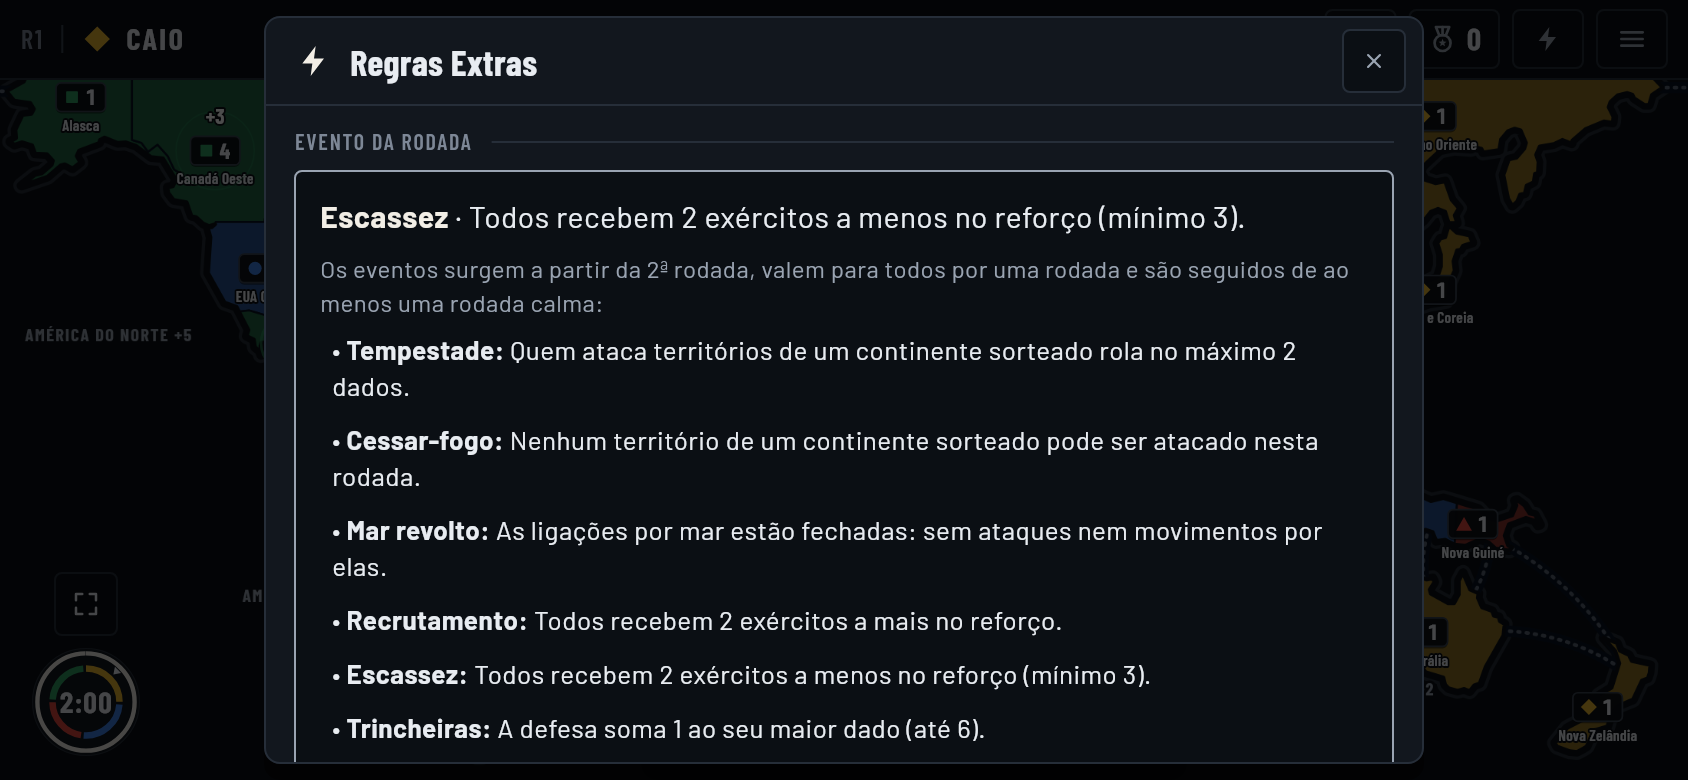 R1
CAIO
Regras Extras
0
EVENTO DA RODADA
Escassez · Todos recebem 2 exércitos a menos no reforço (mínimo 3).
Os eventos surgem a partir da 2ª rodada, valem para todos por uma rodada e são seguidos de ao
menos uma rodada calma:
• Tempestade: Quem ataca territórios de um continente sorteado rola no máximo 2
dados.
• Cessar-fogo: Nenhum território de um continente sorteado pode ser atacado nesta
rodada.
• Mar revolto: As ligações por mar estão fechadas: sem ataques nem movimentos por
elas.
• Recrutamento: Todos recebem 2 exércitos a mais no reforço.
• Escassez: Todos recebem 2 exércitos a menos no reforço (mínimo 3).
• Trincheiras: A defesa soma 1 ao seu maior dado (até 6).
1
Alasca
+3
4
Canadá Oeste
EUA
AMÉRICA DO NORTE +5
AM
2:00
1
Oriente
1
e Coreia
1
Nova Guiné
1
rália
2
1
Nova Zelândia